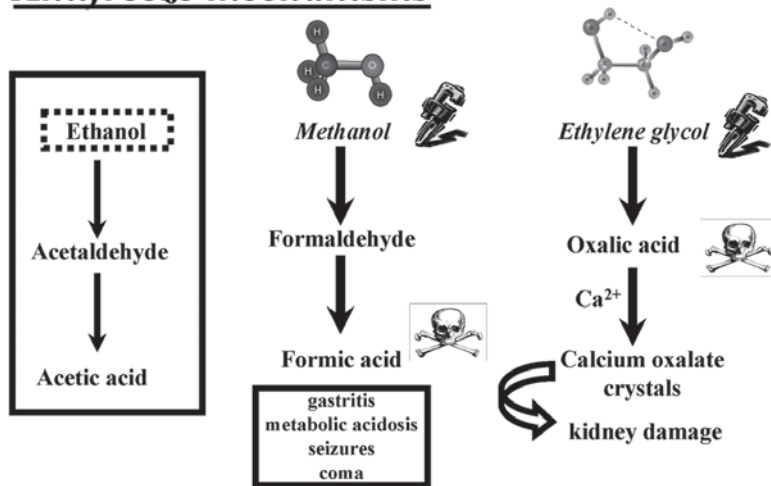 Ethanol
Acetaldehyde
Acetic acid
Methanol
Formaldehyde
Formic acid
gastritis
metabolic acidosis
seizures
coma
Ethylene glycol
Oxalic acid
Ca²⁺
Calcium oxalate
crystals
kidney damage